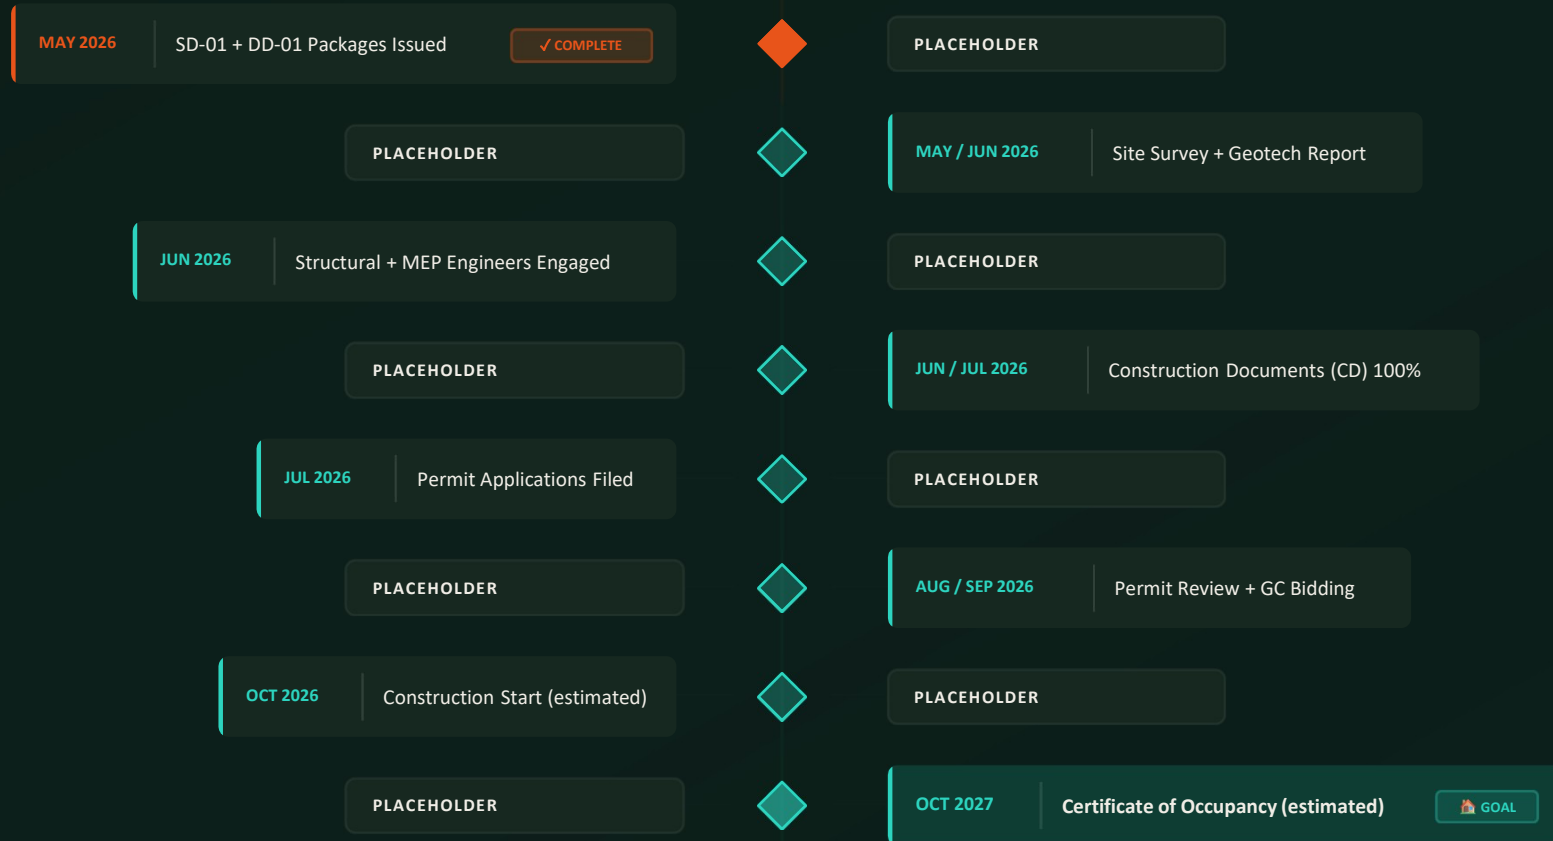 MAY 2026 SD-01 + DD-01 Packages Issued ✓ COMPLETE PLACEHOLDER
PLACEHOLDER MAY / JUN 2026 Site Survey + Geotech Report
JUN 2026 Structural + MEP Engineers Engaged PLACEHOLDER
PLACEHOLDER JUN / JUL 2026 Construction Documents (CD) 100%
JUL 2026 Permit Applications Filed PLACEHOLDER
PLACEHOLDER AUG / SEP 2026 Permit Review + GC Bidding
OCT 2026 Construction Start (estimated) PLACEHOLDER
PLACEHOLDER OCT 2027 Certificate of Occupancy (estimated) 🏠 GOAL